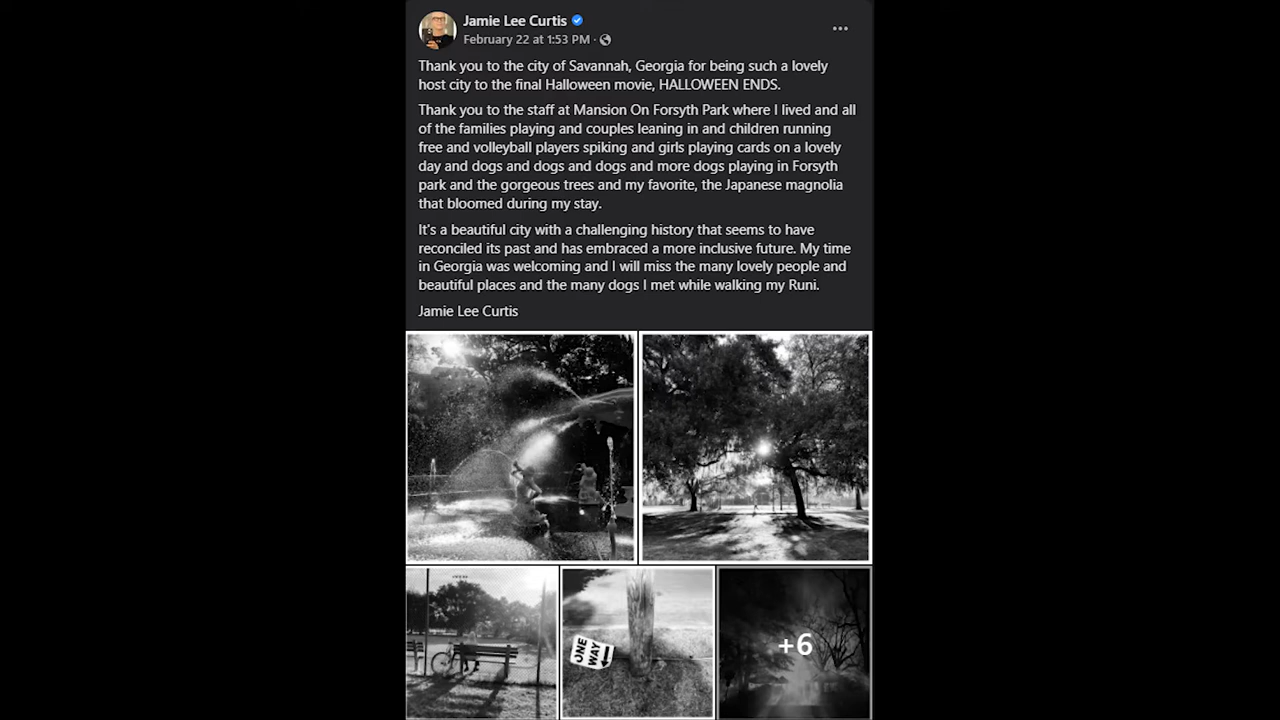 Jamie Lee Curtis
February 22 at 1:53 PM ·
Thank you to the city of Savannah, Georgia for being such a lovely
host city to the final Halloween movie, HALLOWEEN ENDS.
Thank you to the staff at Mansion On Forsyth Park where I lived and all
of the families playing and couples leaning in and children running
free and volleyball players spiking and girls playing cards on a lovely
day and dogs and dogs and dogs and more dogs playing in Forsyth
park and the gorgeous trees and my favorite, the Japanese magnolia
that bloomed during my stay.
It's a beautiful city with a challenging history that seems to have
reconciled its past and has embraced a more inclusive future. My time
in Georgia was welcoming and I will miss the many lovely people and
beautiful places and the many dogs I met while walking my Runi.
Jamie Lee Curtis
ONE
WAY
+6